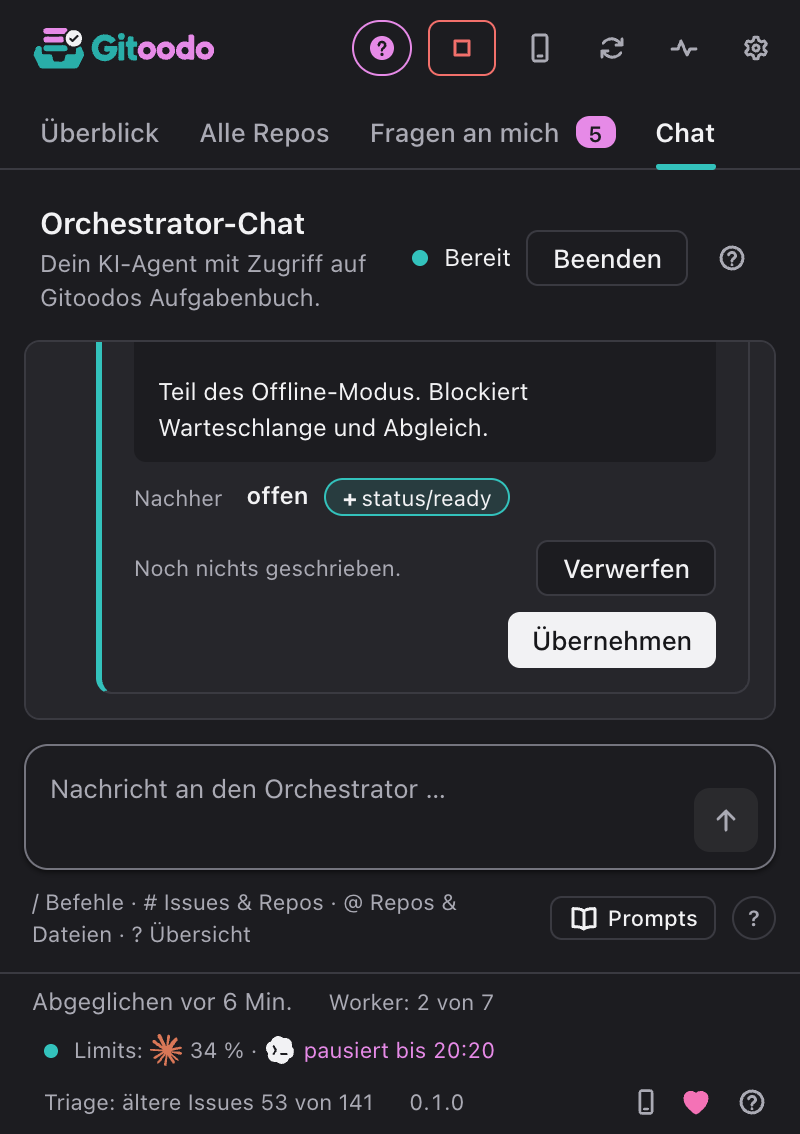 Gitoodo
Überblick Alle Repos Fragen an mich 5 Chat
Orchestrator-Chat
Dein KI-Agent mit Zugriff auf
Gitoodos Aufgabenbuch.
Bereit Beenden
Teil des Offline-Modus. Blockiert
Warteschlange und Abgleich.
Nachher offen + status/ready
Noch nichts geschrieben. Verwerfen
Übernehmen
Nachricht an den Orchestrator …
/ Befehle · # Issues & Repos · @ Repos &
Dateien · ? Übersicht
Prompts ?
Abgeglichen vor 6 Min. Worker: 2 von 7
Limits: 34 % · pausiert bis 20:20
Triage: ältere Issues 53 von 141 0.1.0